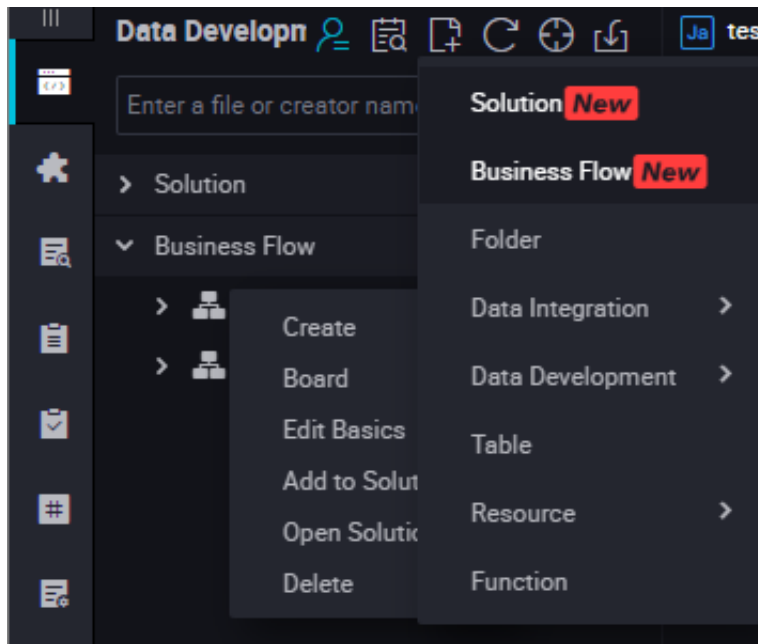 Data Developn
Ja tes
Enter a file or creator nam
Solution
Business Flow
Create
Board
Edit Basics
Add to Solut
Open Solutic
Delete
Solution New
Business Flow New
Folder
Data Integration
Data Development
Table
Resource
Function